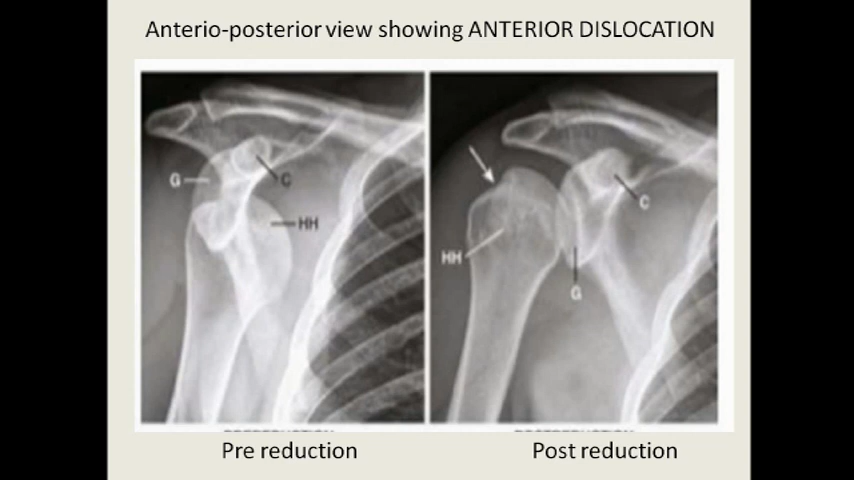 Anterio-posterior view showing ANTERIOR DISLOCATION
G
C
HH
C
HH
G
Pre reduction
Post reduction